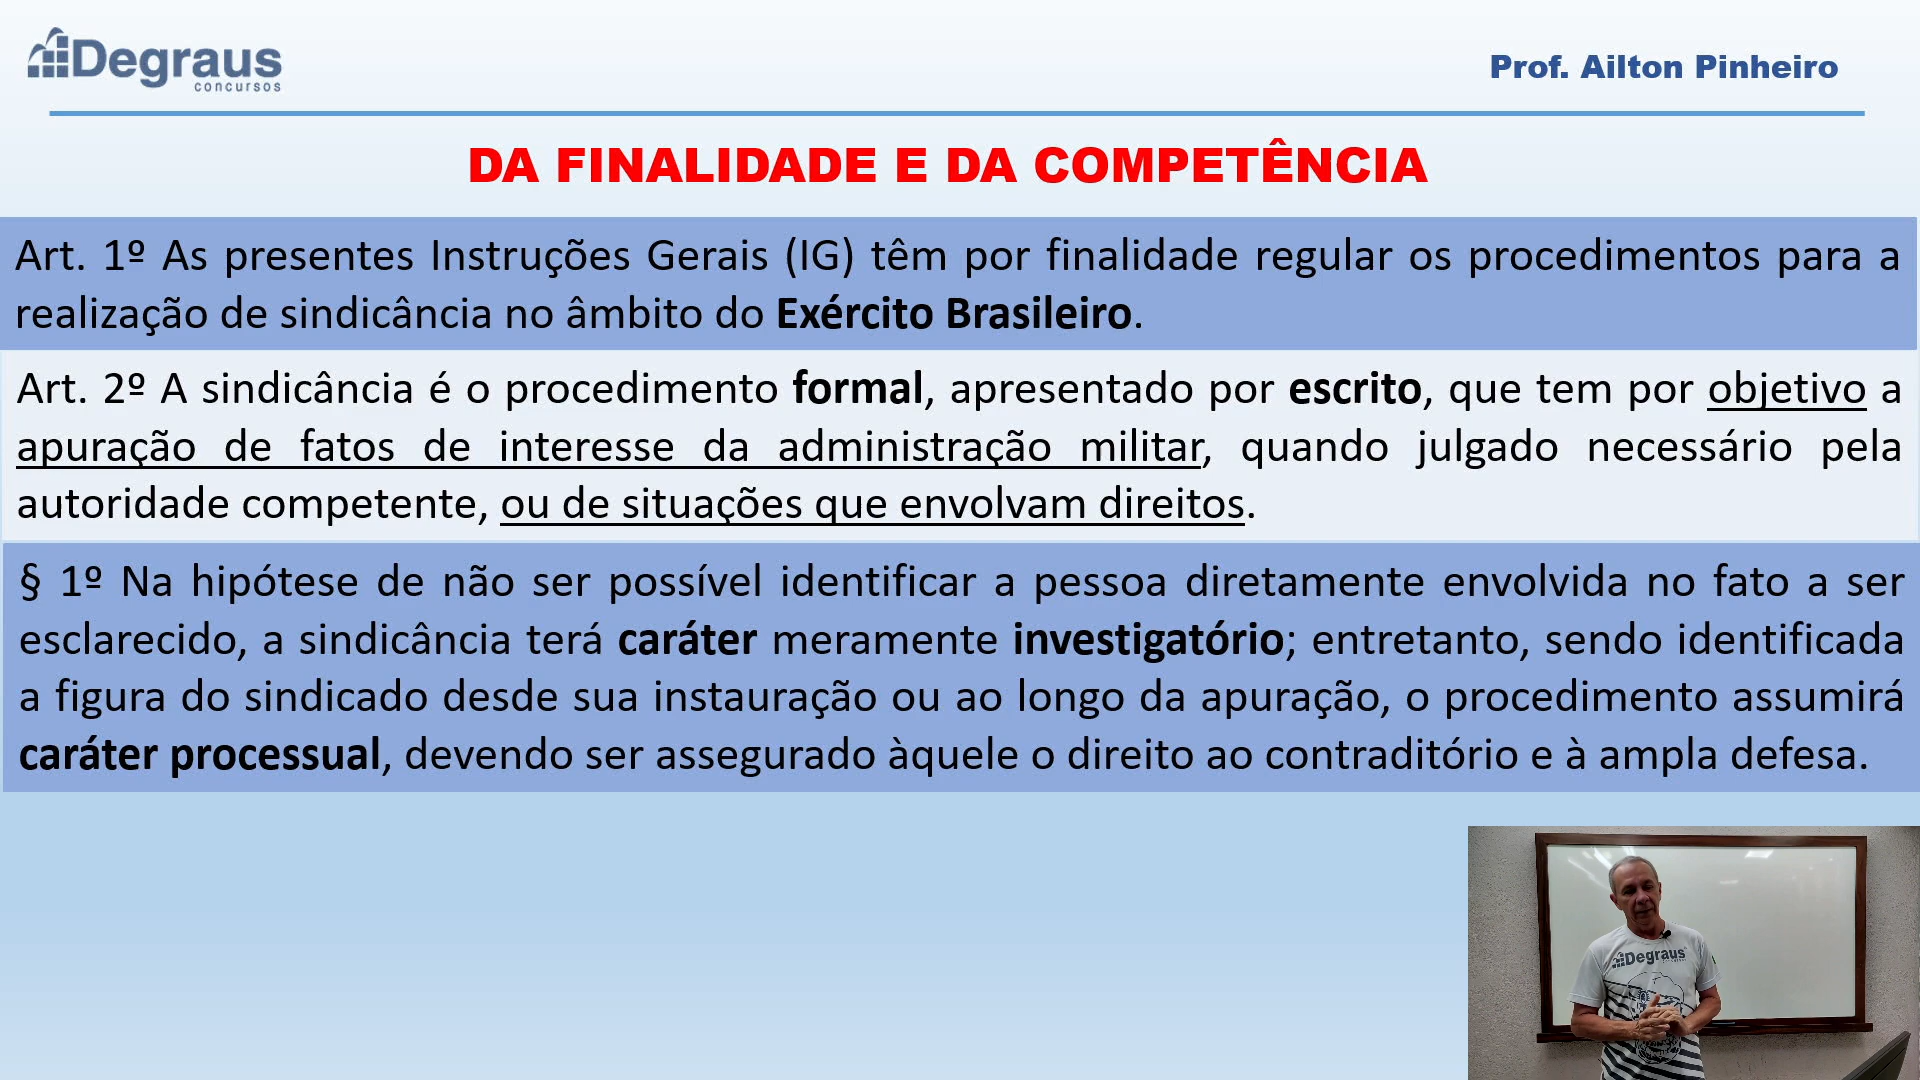 Degraus
concursos
Prof. Ailton Pinheiro
DA FINALIDADE E DA COMPETÊNCIA
Art. 1º As presentes Instruções Gerais (IG) têm por finalidade regular os procedimentos para a
realização de sindicância no âmbito do Exército Brasileiro.
Art. 2º A sindicância é o procedimento formal, apresentado por escrito, que tem por objetivo a
apuração de fatos de interesse da administração militar, quando julgado necessário pela
autoridade competente, ou de situações que envolvam direitos.
§ 1º Na hipótese de não ser possível identificar a pessoa diretamente envolvida no fato a ser
esclarecido, a sindicância terá caráter meramente investigatório; entretanto, sendo identificada
a figura do sindicado desde sua instauração ou ao longo da apuração, o procedimento assumirá
caráter processual, devendo ser assegurado àquele o direito ao contraditório e à ampla defesa.
Degraus